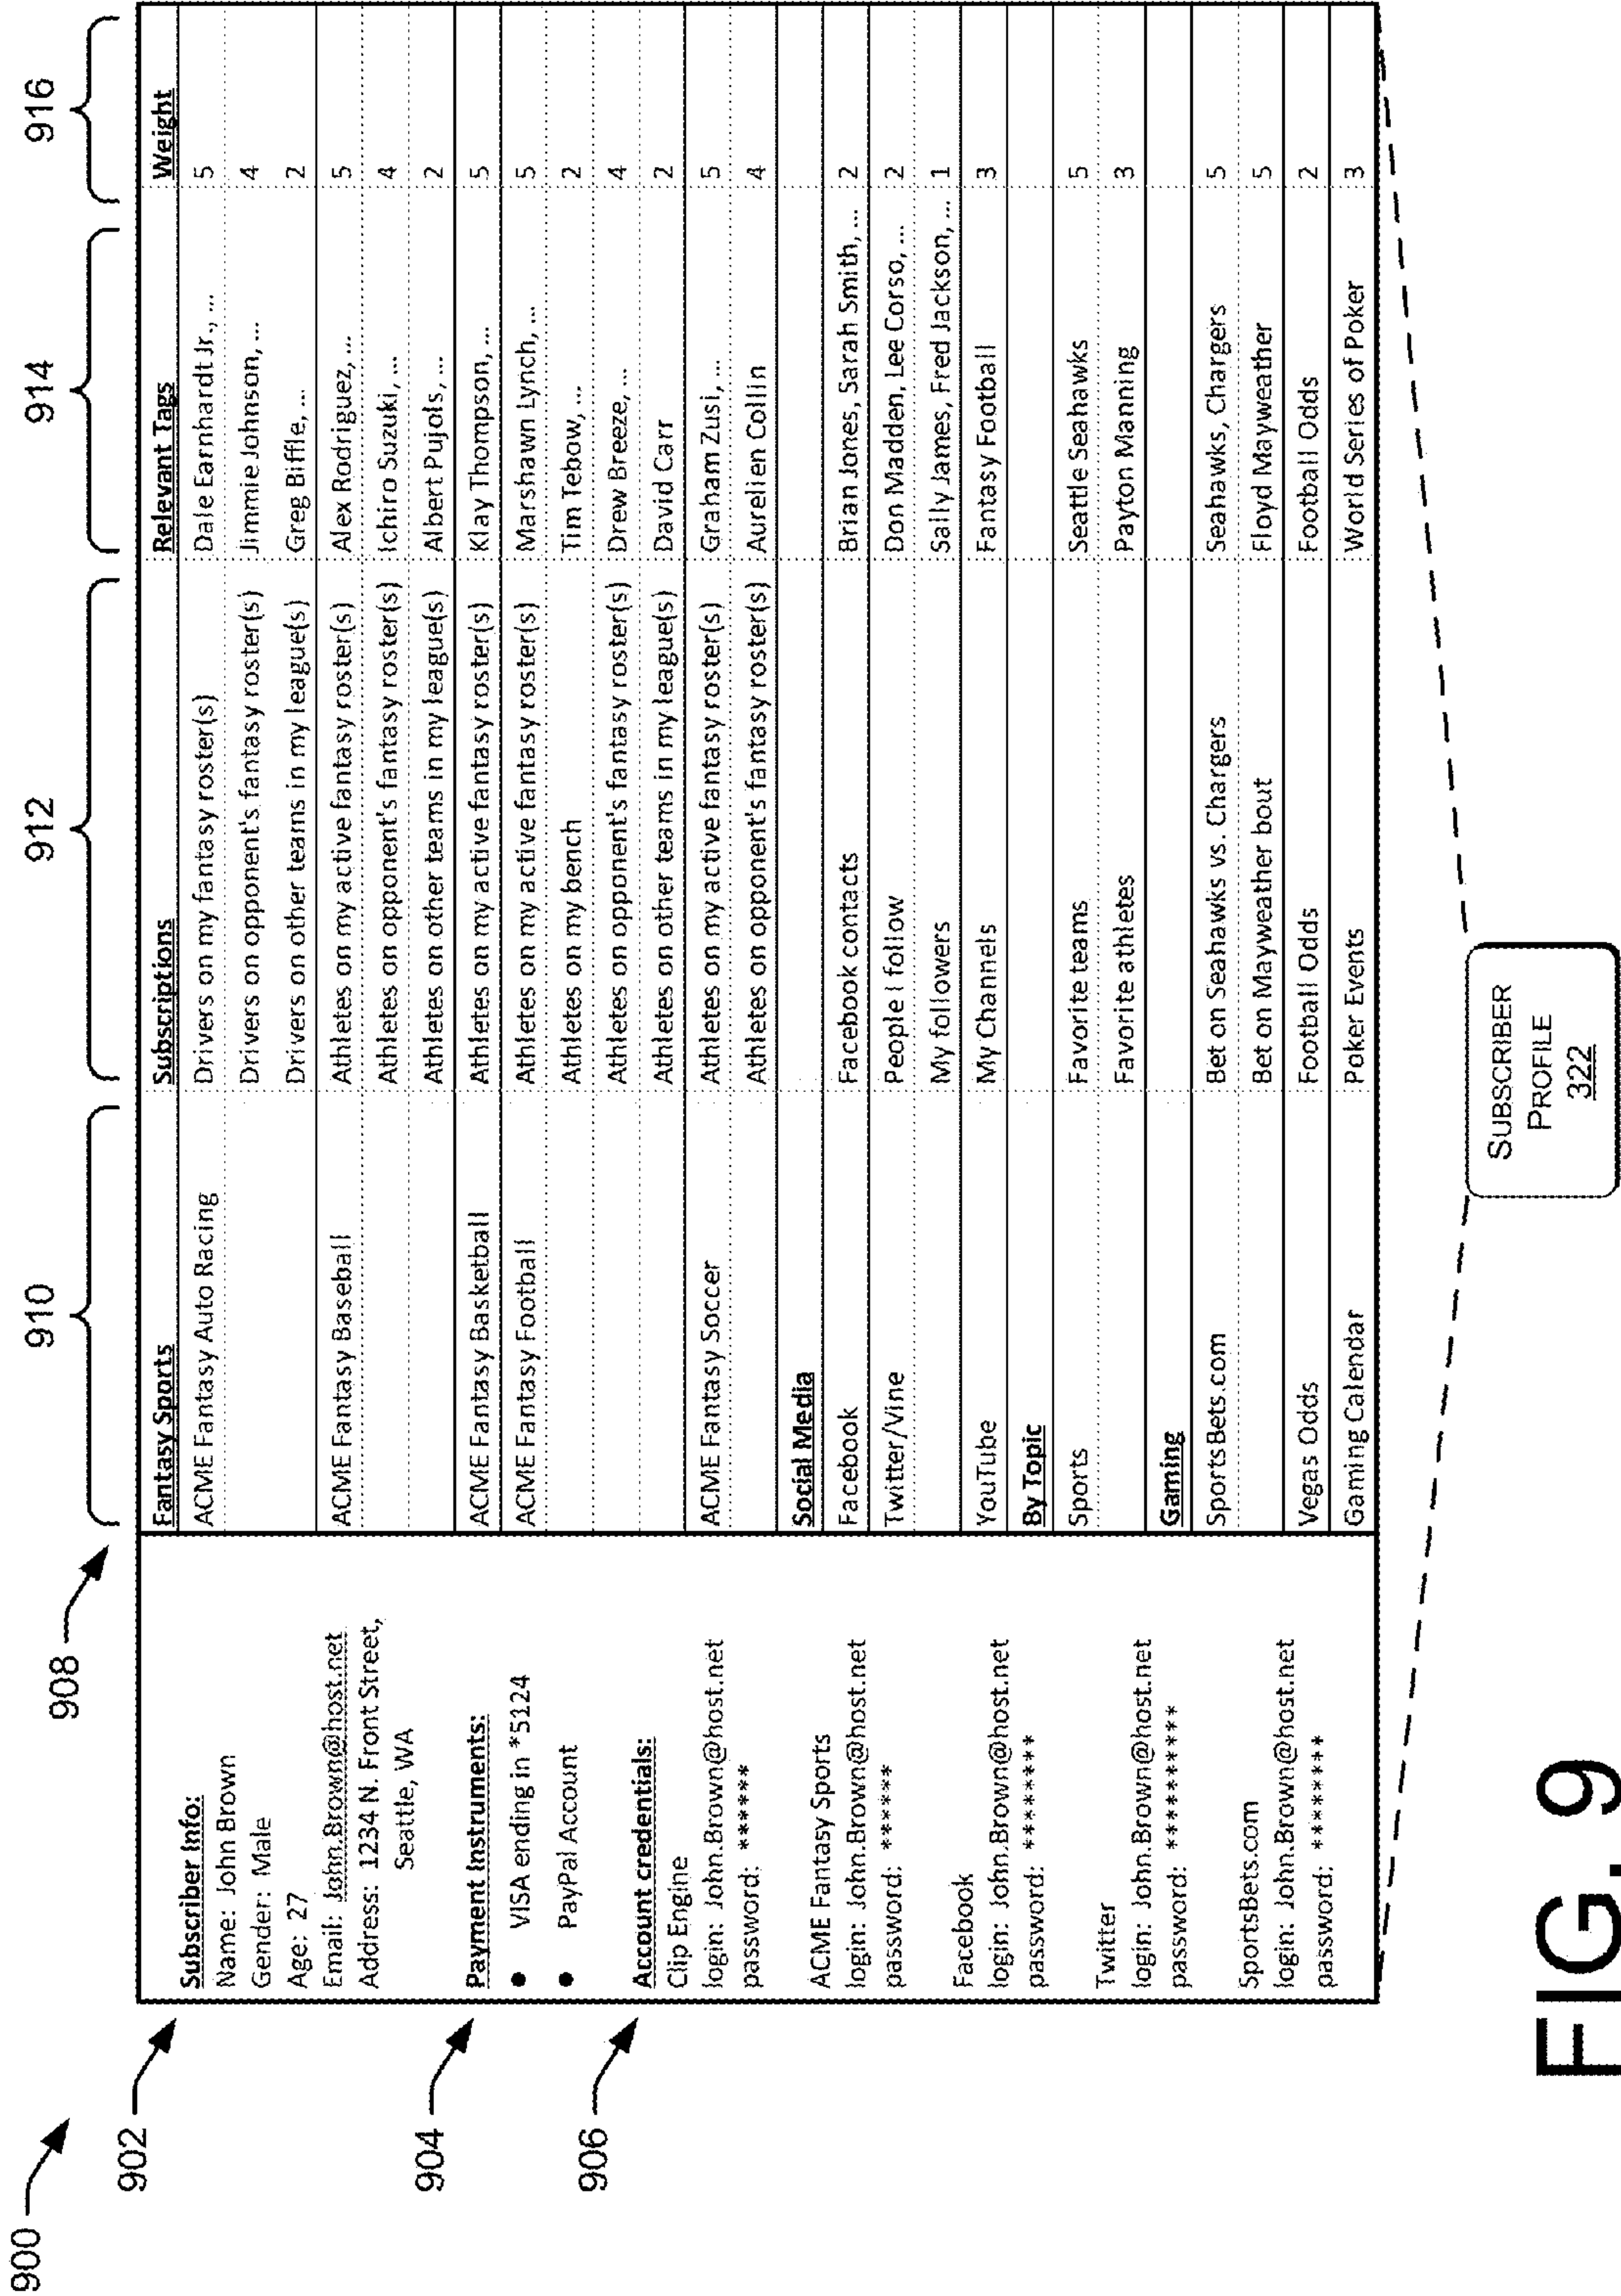 900
902
904
906
908
910
912
914
916
Subscriber Info:
Name: John Brown
Gender: Male
Age: 27
Email: John.Brown@host.net
Address: 1234 N. Front Street,
Seattle, WA
Payment Instruments:
● VISA ending in *5124
● PayPal Account
Account credentials:
Clip Engine
login: John.Brown@host.net
password: ******
ACME Fantasy Sports
login: John.Brown@host.net
password: ******
Facebook
login: John.Brown@host.net
password: ********
Twitter
login: John.Brown@host.net
password: **********
SportsBets.com
login: John.Brown@host.net
password: ********
Fantasy Sports Subscriptions Relevant Tags Weight
ACME Fantasy Auto Racing Drivers on my fantasy roster(s) Dale Earnhardt Jr., ... 5
Drivers on opponent's fantasy roster(s) Jimmie Johnson, ... 4
Drivers on other teams in my league(s) Greg Biffle, ... 2
ACME Fantasy Baseball Athletes on my active fantasy roster(s) Alex Rodriguez, ... 5
Athletes on opponent's fantasy roster(s) Ichiro Suzuki, ... 4
Athletes on other teams in my league(s) Albert Pujols, ... 2
ACME Fantasy Basketball Athletes on my active fantasy roster(s) Klay Thompson, ... 5
ACME Fantasy Football Athletes on my active fantasy roster(s) Marshawn Lynch, ... 5
Athletes on my bench Tim Tebow, ... 2
Athletes on opponent's fantasy roster(s) Drew Breeze, ... 4
Athletes on other teams in my league(s) David Carr 2
ACME Fantasy Soccer Athletes on my active fantasy roster(s) Graham Zusi, ... 5
Athletes on opponent's fantasy roster(s) Aurelien Collin 4
Social Media
Facebook Facebook contacts Brian Jones, Sarah Smith, ... 2
Twitter/Vine People I follow Don Madden, Lee Corso, ... 2
My followers Sally James, Fred Jackson, ... 1
YouTube My Channels Fantasy Football 3
By Topic
Sports Favorite teams Seattle Seahawks 5
Favorite athletes Payton Manning 3
Gaming
SportsBets.com Bet on Seahawks vs. Chargers Seahawks, Chargers 5
Bet on Mayweather bout Floyd Mayweather 5
Vegas Odds Football Odds Football Odds 2
Gaming Calendar Poker Events World Series of Poker 3
SUBSCRIBER
PROFILE
322
FIG. 9